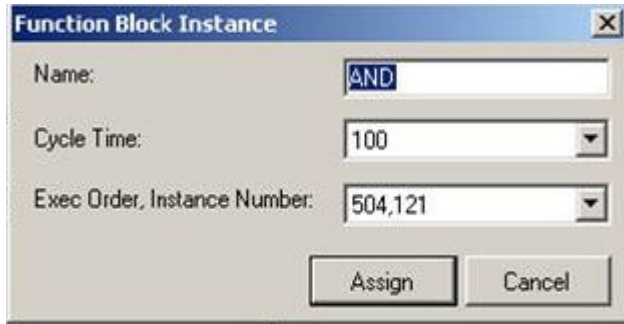 Function Block Instance
Name: AND
Cycle Time: 100
Exec Order, Instance Number: 504,121
Assign Cancel